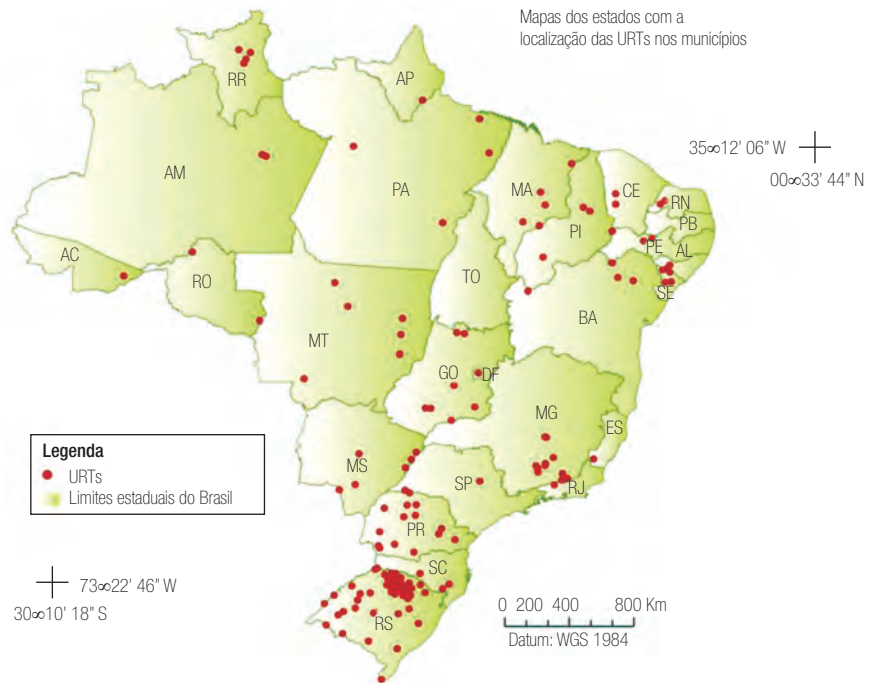 Mapas dos estados com a
localização das URTs nos municípios
RR
AP
35∞12' 06" W
00∞33' 44" N
AM
PA
MA
CE
RN
PB
PI
PE
AL
AC
TO
SE
RO
BA
MT
GO
DF
MG
ES
Legenda
URTs
Limites estaduais do Brasil
MS
SP
RJ
PR
SC
73∞22' 46" W
30∞10' 18" S
RS
0 200 400 800 Km
Datum: WGS 1984